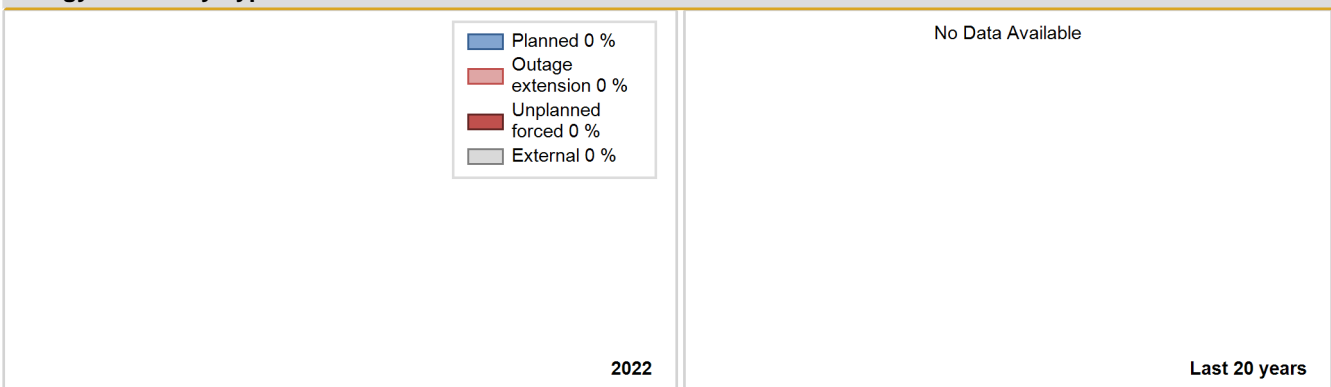 Planned 0 %
Outage
extension 0 %
Unplanned
forced 0 %
External 0 %
2022
No Data Available
Last 20 years